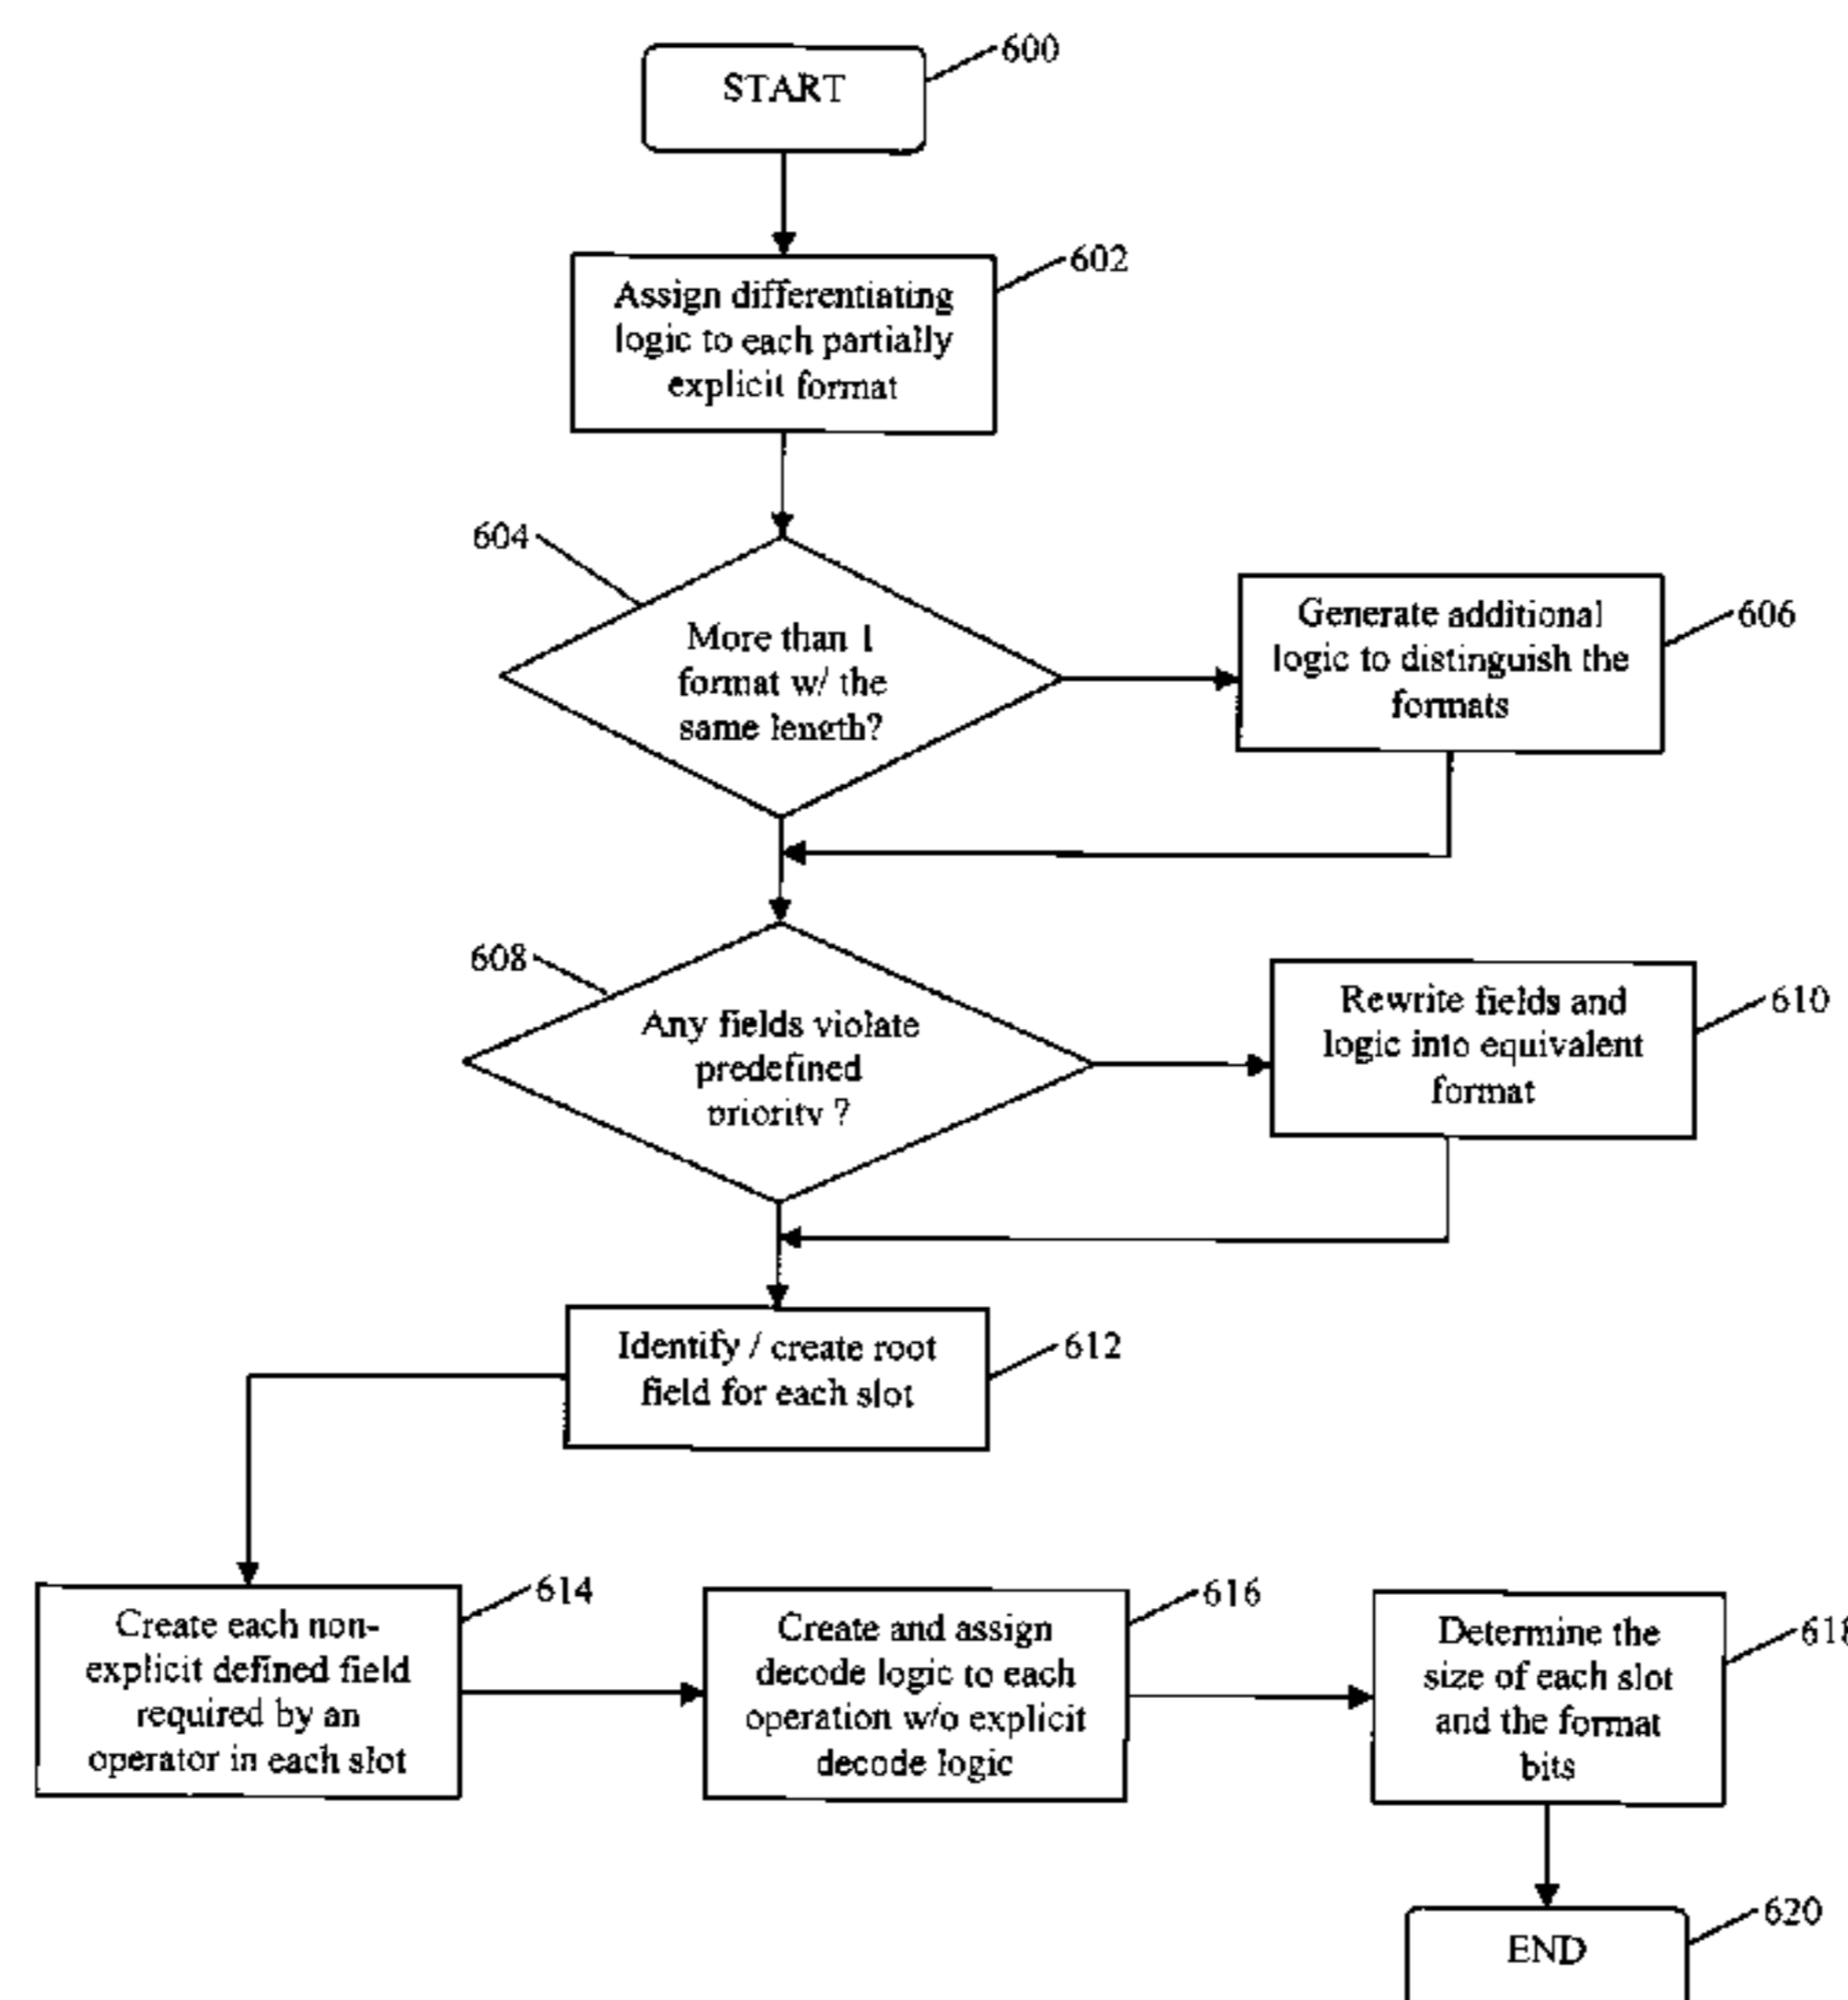 START
600
Assign differentiating
logic to each partially
explicit format
602
604
More than 1
format w/ the
same length?
Generate additional
logic to distinguish the
formats
606
608
Any fields violate
predefined
priority ?
Rewrite fields and
logic into equivalent
format
610
Identify / create root
field for each slot
612
Create each non-
explicit defined field
required by an
operator in each slot
614
Create and assign
decode logic to each
operation w/o explicit
decode logic
616
Determine the
size of each slot
and the format
bits
618
END
620